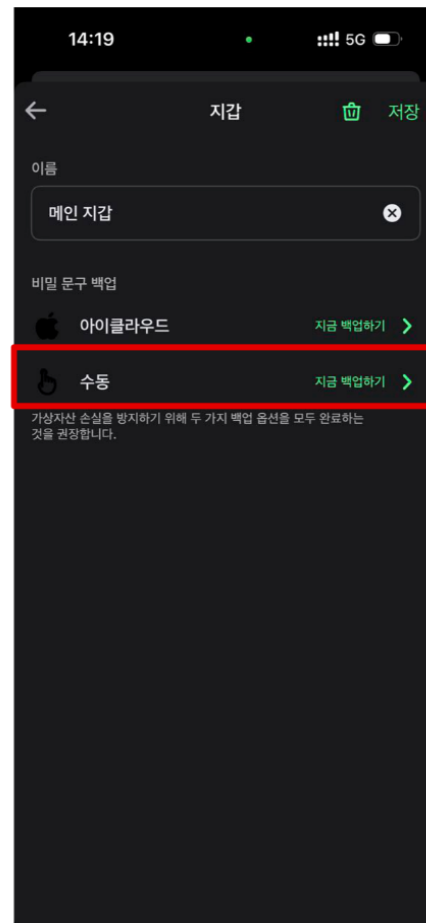 14:19
5G
지갑
저장
이름
메인 지갑
비밀 문구 백업
아이클라우드
지금 백업하기
수동
지금 백업하기
가상자산 손실을 방지하기 위해 두 가지 백업 옵션을 모두 완료하는
것을 권장합니다.